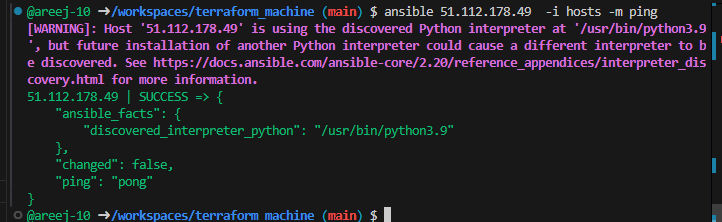 @areej-10 ➜/workspaces/terraform_machine (main) $ ansible 51.112.178.49  -i hosts -m ping
[WARNING]: Host '51.112.178.49' is using the discovered Python interpreter at '/usr/bin/python3.9
', but future installation of another Python interpreter could cause a different interpreter to b
e discovered. See https://docs.ansible.com/ansible-core/2.20/reference_appendices/interpreter_dis
covery.html for more information.
51.112.178.49 | SUCCESS => {
    "ansible_facts": {
        "discovered_interpreter_python": "/usr/bin/python3.9"
    },
    "changed": false,
    "ping": "pong"
}
@areej-10 ➜/workspaces/terraform_machine (main) $